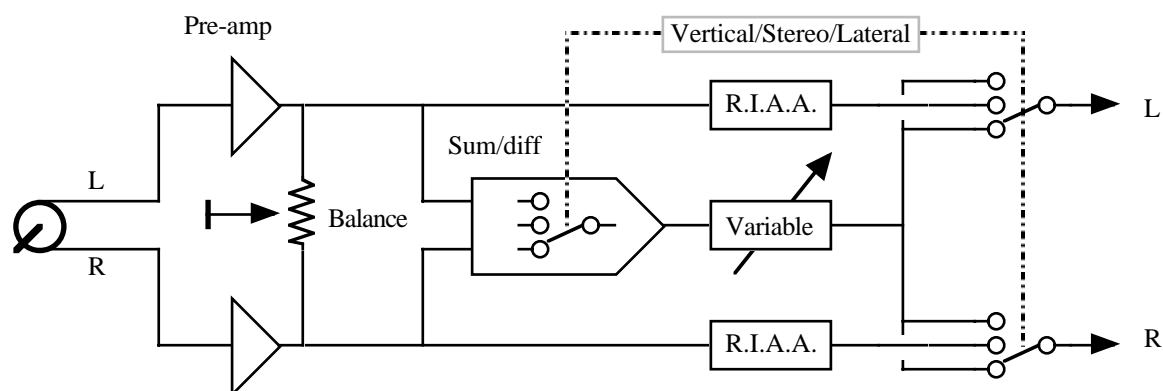 Pre-amp
Vertical/Stereo/Lateral
R.I.A.A.
L
Sum/diff
L
Balance
Variable
R
R.I.A.A.
R